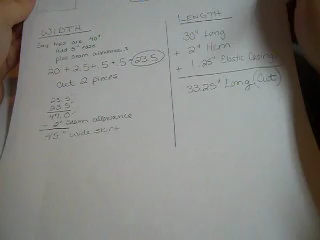 WIDTH
Say hips are 40"
add 5" ease
plus seam allowance
20 + 2.5 + .5 + .5 = 23.5
Cut 2 pieces
23.5
23.5
47.0
- 2" seam allowance
45" wide skirt
LENGTH
30" Long
+ 2" Hem
+ 1.25" Elastic Casing
33.25" Long (Cut)